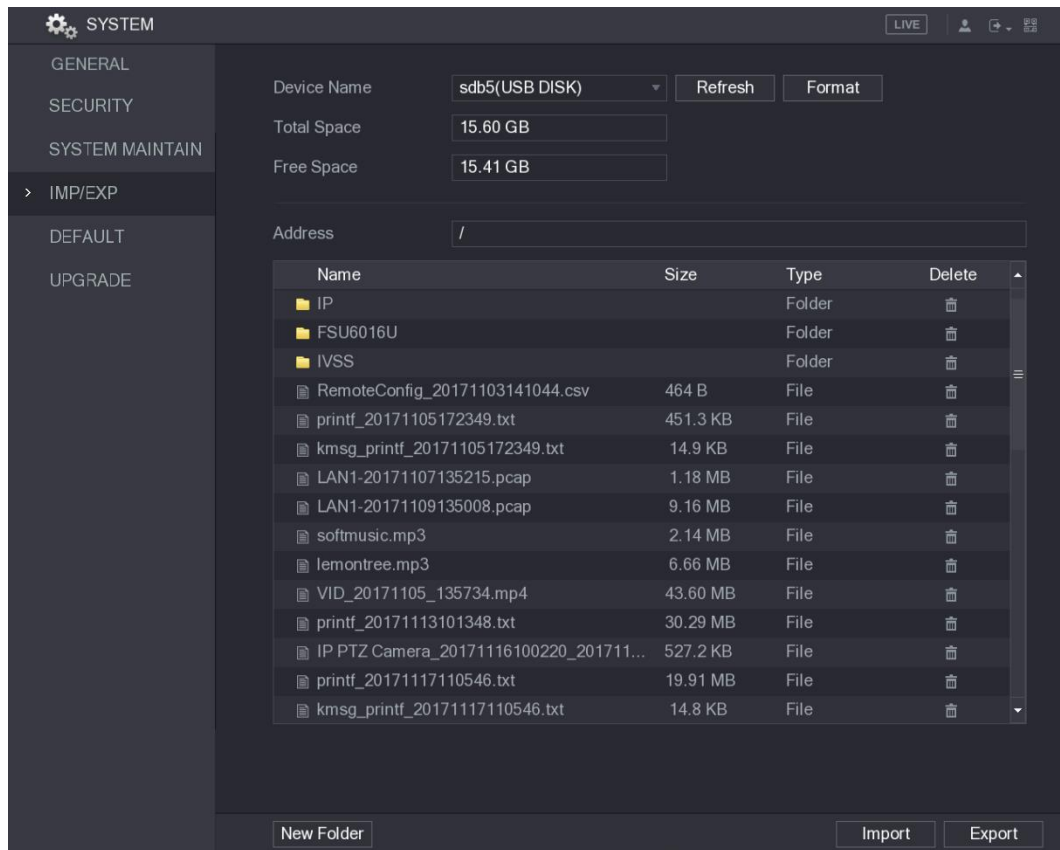 SYSTEM LIVE
GENERAL
SECURITY
SYSTEM MAINTAIN
IMP/EXP
DEFAULT
UPGRADE
Device Name sdb5(USB DISK) Refresh Format
Total Space 15.60 GB
Free Space 15.41 GB
Address /
Name Size Type Delete
IP Folder
FSU6016U Folder
IVSS Folder
RemoteConfig_20171103141044.csv 464 B File
printf_20171105172349.txt 451.3 KB File
kmsg_printf_20171105172349.txt 14.9 KB File
LAN1-20171107135215.pcap 1.18 MB File
LAN1-20171109135008.pcap 9.16 MB File
softmusic.mp3 2.14 MB File
lemontree.mp3 6.66 MB File
VID_20171105_135734.mp4 43.60 MB File
printf_20171113101348.txt 30.29 MB File
IP PTZ Camera_20171116100220_201711... 527.2 KB File
printf_20171117110546.txt 19.91 MB File
kmsg_printf_20171117110546.txt 14.8 KB File
New Folder Import Export